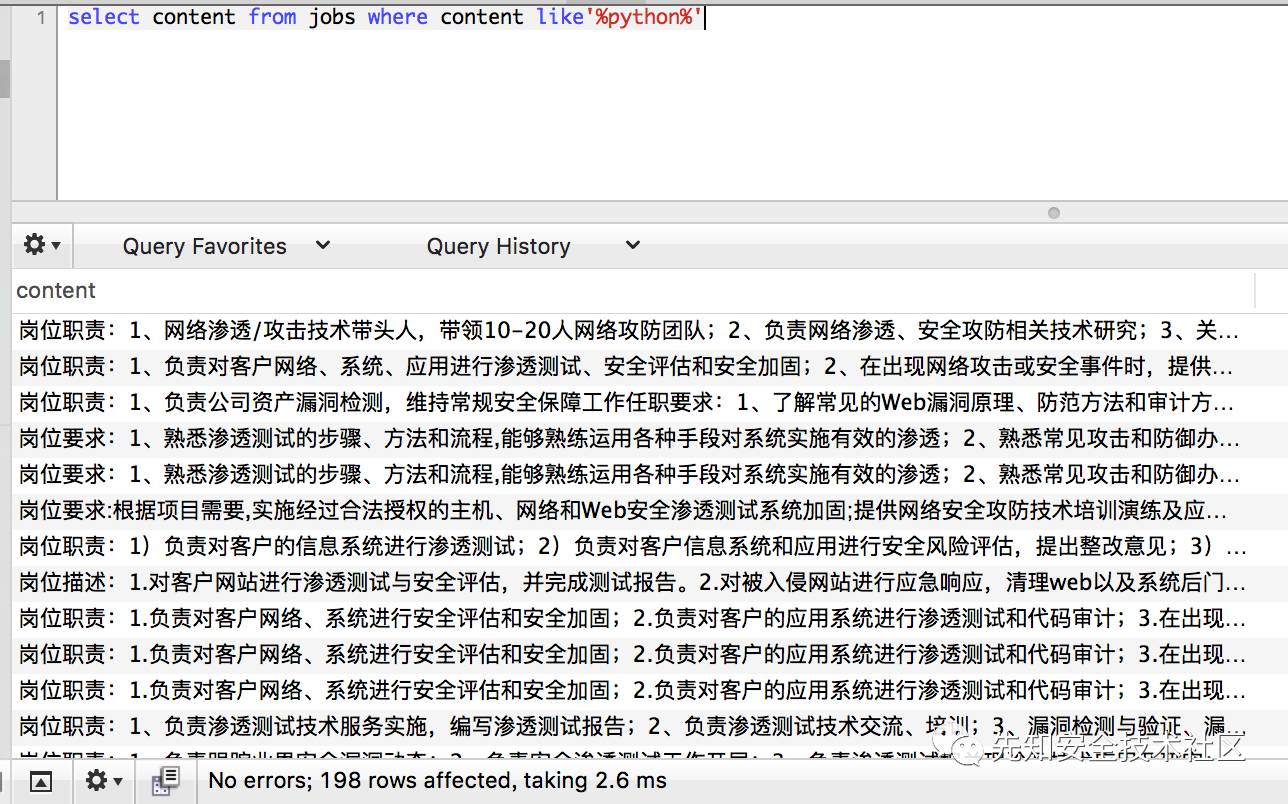 1 select content from jobs where content like'%python%'
Query Favorites Query History
content
岗位职责：1、网络渗透/攻击技术带头人，带领10-20人网络攻防团队；2、负责网络渗透、安全攻防相关技术研究；3、关...
岗位职责：1、负责对客户网络、系统、应用进行渗透测试、安全评估和安全加固；2、在出现网络攻击或安全事件时，提供...
岗位职责：1、负责公司资产漏洞检测，维持常规安全保障工作任职要求：1、了解常见的Web漏洞原理、防范方法和审计方...
岗位要求：1、熟悉渗透测试的步骤、方法和流程,能够熟练运用各种手段对系统实施有效的渗透；2、熟悉常见攻击和防御办...
岗位要求：1、熟悉渗透测试的步骤、方法和流程,能够熟练运用各种手段对系统实施有效的渗透；2、熟悉常见攻击和防御办...
岗位要求:根据项目需要,实施经过合法授权的主机、网络和Web安全渗透测试系统加固;提供网络安全攻防技术培训演练及应...
岗位职责：1）负责对客户的信息系统进行渗透测试；2）负责对客户信息系统和应用进行安全风险评估，提出整改意见；3）...
岗位描述：1.对客户网站进行渗透测试与安全评估，并完成测试报告。2.对被入侵网站进行应急响应，清理web以及系统后门...
岗位职责：1.负责对客户网络、系统进行安全评估和安全加固；2.负责对客户的应用系统进行渗透测试和代码审计；3.在出现...
岗位职责：1.负责对客户网络、系统进行安全评估和安全加固；2.负责对客户的应用系统进行渗透测试和代码审计；3.在出现...
岗位职责：1.负责对客户网络、系统进行安全评估和安全加固；2.负责对客户的应用系统进行渗透测试和代码审计；3.在出现...
岗位职责：1、负责渗透测试技术服务实施，编写渗透测试报告；2、负责渗透测试技术交流、培训；3、漏洞检测与验证、漏...
先知安全技术社区
No errors; 198 rows affected, taking 2.6 ms